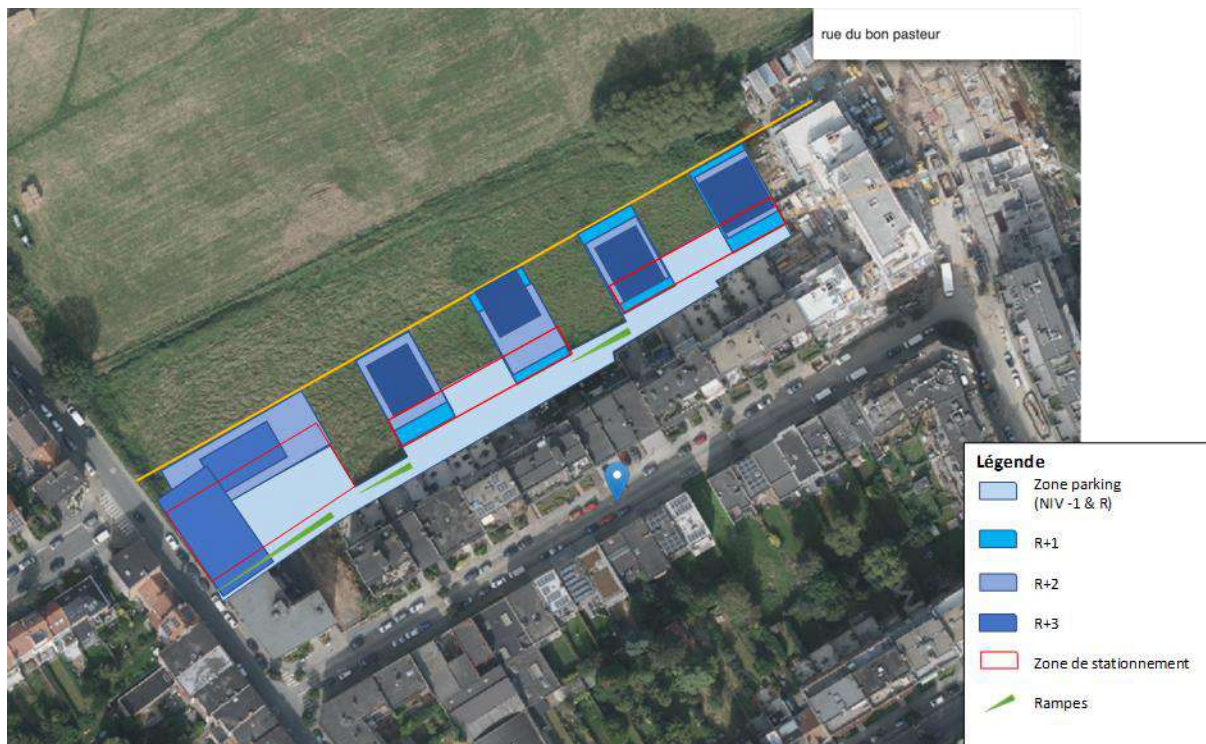 rue du bon pasteur
Légende
Zone parking
(NIV -1 & R)
R+1
R+2
R+3
Zone de stationnement
Rampes